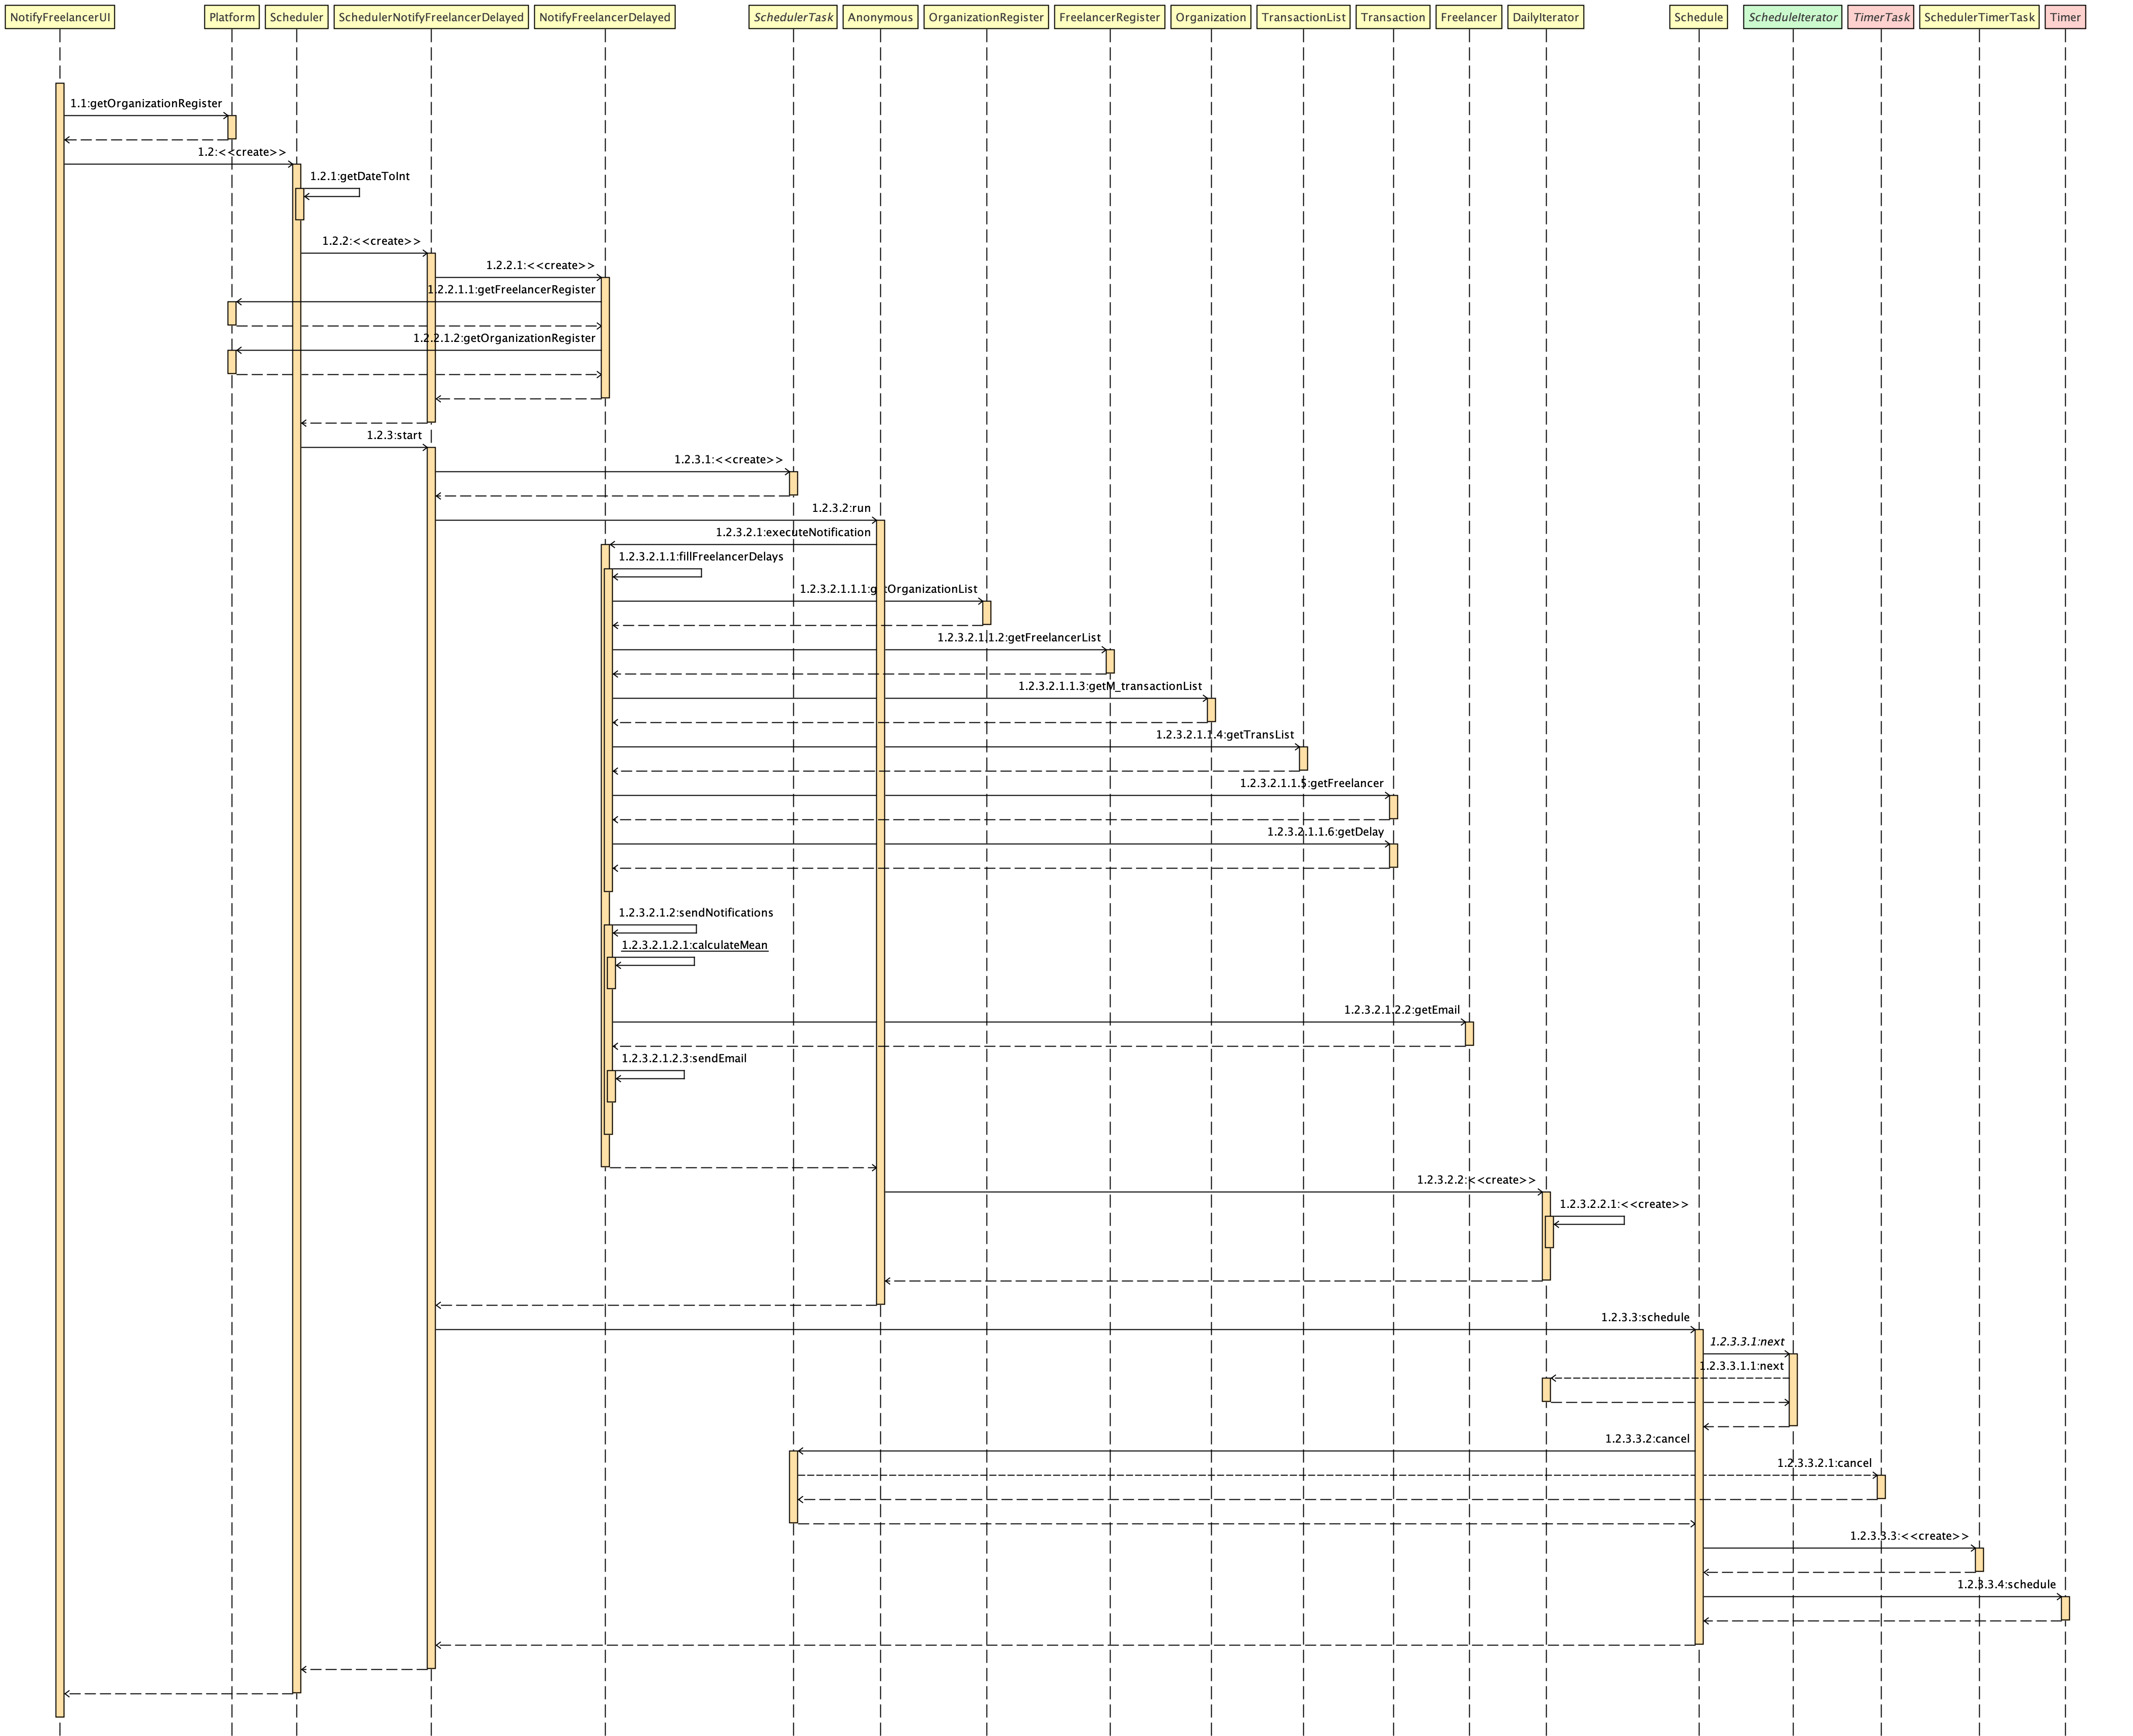 NotifyFreelancerUI
Platform
Scheduler
SchedulerNotifyFreelancerDelayed
NotifyFreelancerDelayed
SchedulerTask
Anonymous
OrganizationRegister
FreelancerRegister
Organization
TransactionList
Transaction
Freelancer
DailyIterator
Schedule
ScheduleIterator
TimerTask
SchedulerTimerTask
Timer
1.1:getOrganizationRegister
1.2:<<create>>
1.2.1:getDateToInt
1.2.2:<<create>>
1.2.2.1:<<create>>
1.2.2.1.1:getFreelancerRegister
1.2.2.1.2:getOrganizationRegister
1.2.3:start
1.2.3.1:<<create>>
1.2.3.2:run
1.2.3.2.1:executeNotification
1.2.3.2.1.1:fillFreelancerDelays
1.2.3.2.1.1.1:getOrganizationList
1.2.3.2.1.1.2:getFreelancerList
1.2.3.2.1.1.3:getM_transactionList
1.2.3.2.1.1.4:getTransList
1.2.3.2.1.1.5:getFreelancer
1.2.3.2.1.1.6:getDelay
1.2.3.2.1.2:sendNotifications
1.2.3.2.1.2.1:calculateMean
1.2.3.2.1.2.2:getEmail
1.2.3.2.1.2.3:sendEmail
1.2.3.2.2:<<create>>
1.2.3.2.2.1:<<create>>
1.2.3.3:schedule
1.2.3.3.1:next
1.2.3.3.1.1:next
1.2.3.3.2:cancel
1.2.3.3.2.1:cancel
1.2.3.3.3:<<create>>
1.2.3.3.4:schedule